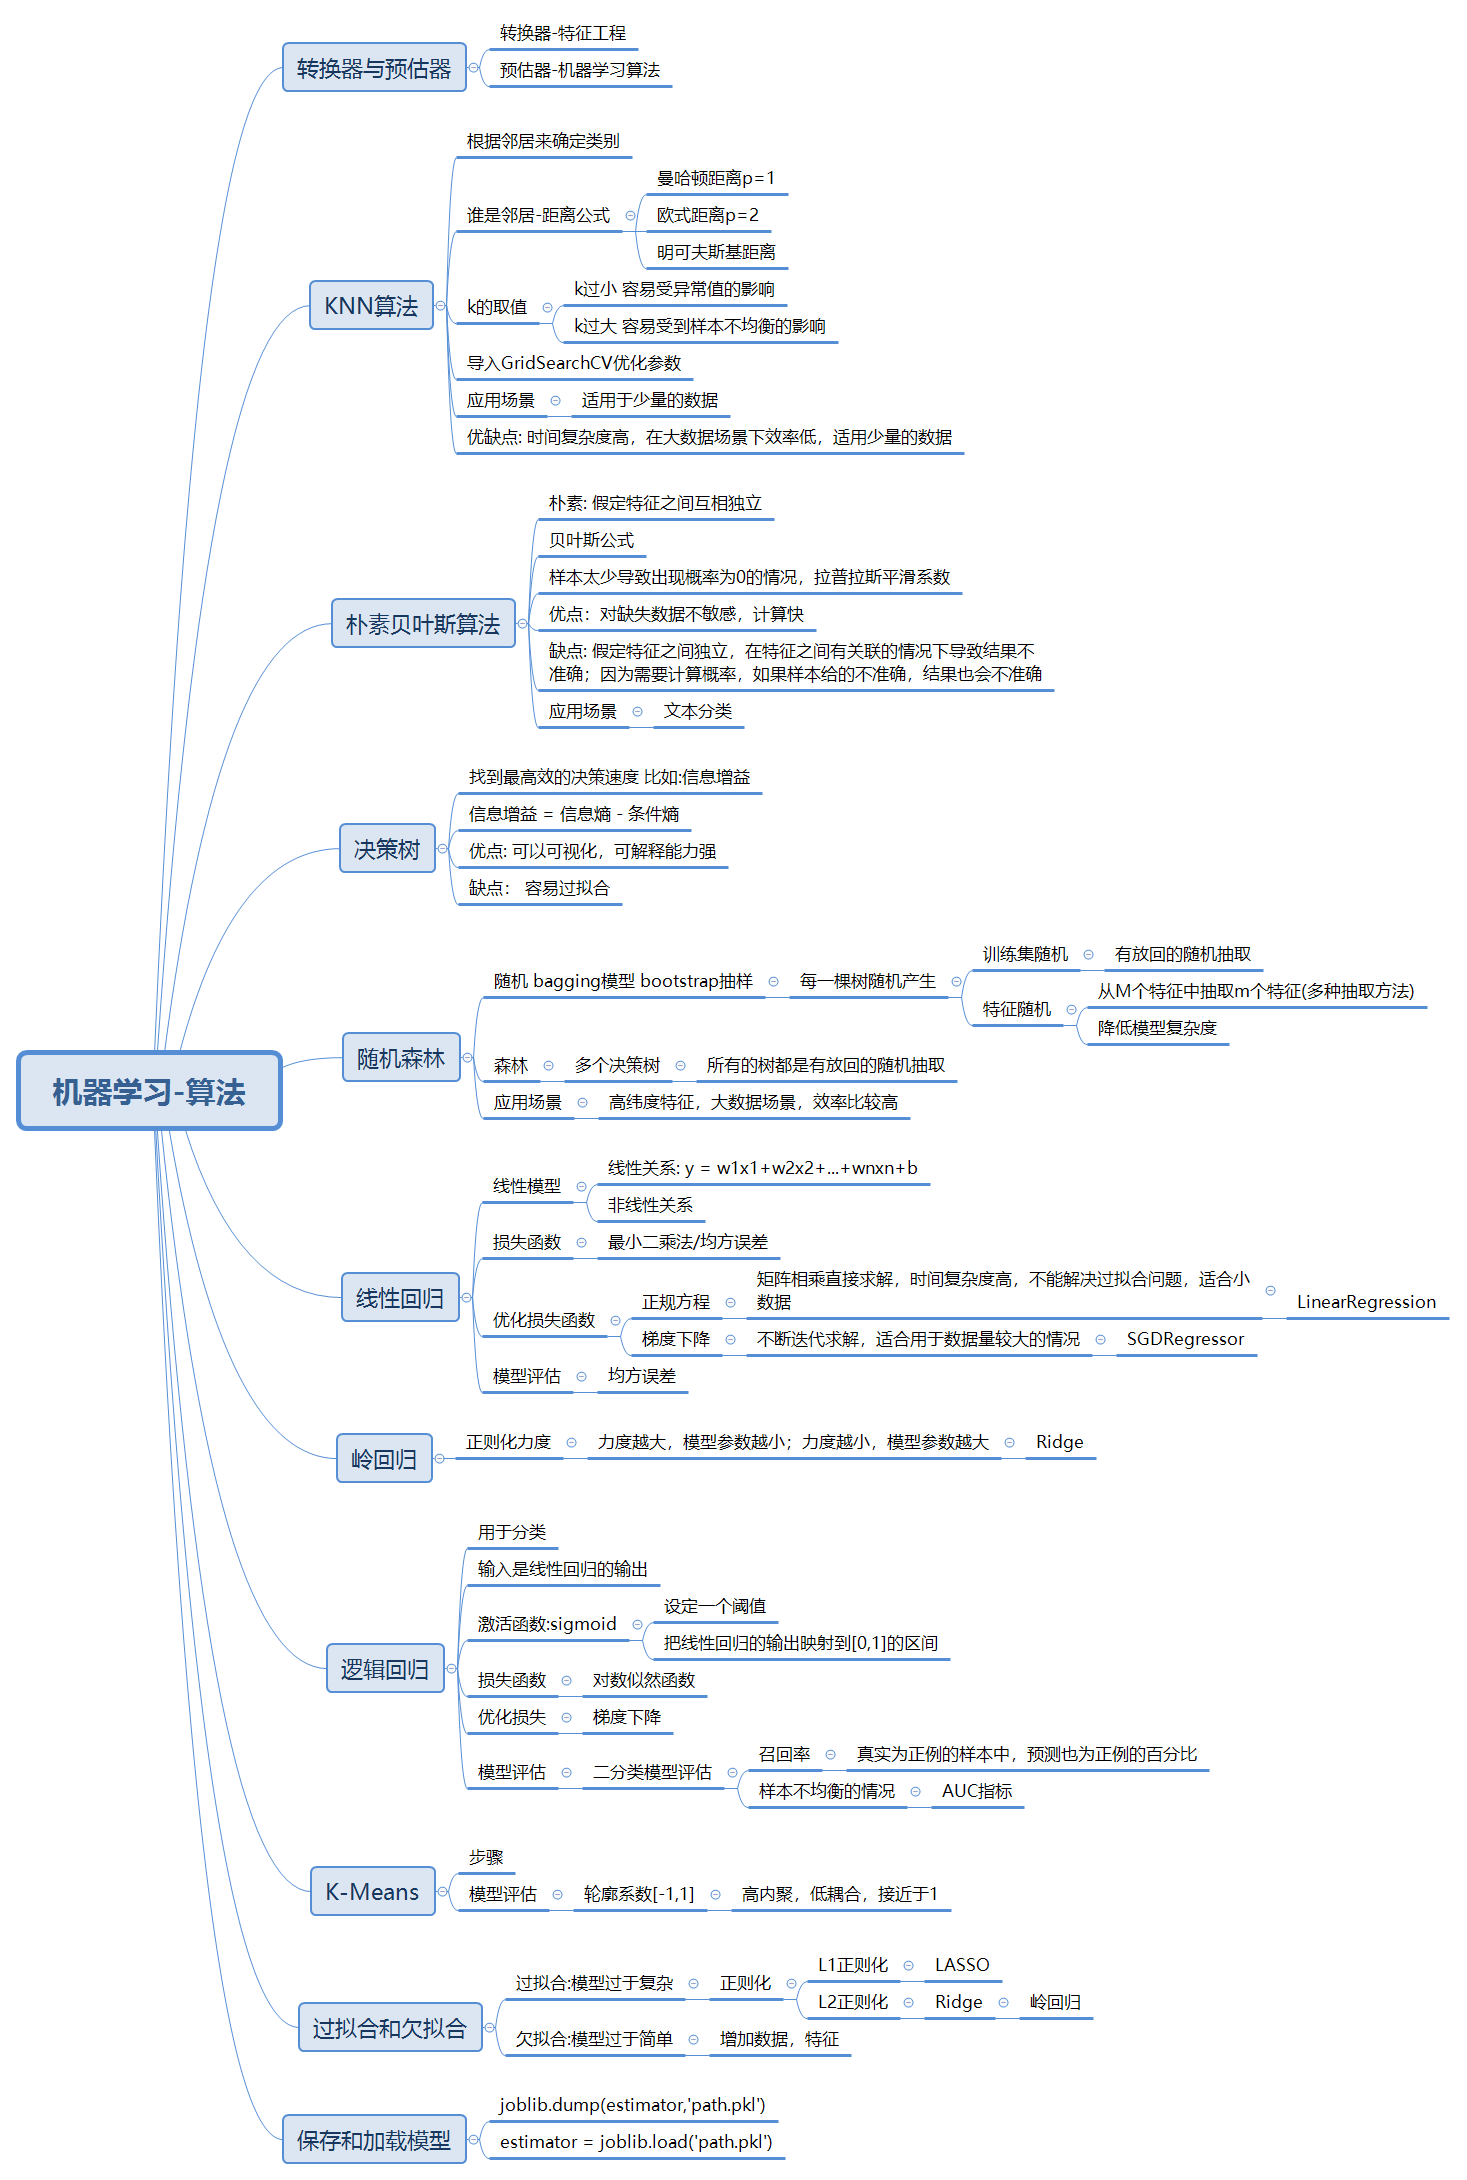 机器学习-算法
转换器与预估器
转换器-特征工程
预估器-机器学习算法
KNN算法
根据邻居来确定类别
谁是邻居-距离公式
曼哈顿距离p=1
欧式距离p=2
明可夫斯基距离
k的取值
k过小 容易受异常值的影响
k过大 容易受到样本不均衡的影响
导入GridSearchCV优化参数
应用场景
适用于少量的数据
优缺点: 时间复杂度高，在大数据场景下效率低，适用少量的数据
朴素贝叶斯算法
朴素: 假定特征之间互相独立
贝叶斯公式
样本太少导致出现概率为0的情况，拉普拉斯平滑系数
优点：对缺失数据不敏感，计算快
缺点: 假定特征之间独立，在特征之间有关联的情况下导致结果不
准确；因为需要计算概率，如果样本给的不准确，结果也会不准确
应用场景
文本分类
决策树
找到最高效的决策速度 比如:信息增益
信息增益 = 信息熵 - 条件熵
优点: 可以可视化，可解释能力强
缺点： 容易过拟合
随机森林
随机 bagging模型 bootstrap抽样
每一棵树随机产生
训练集随机
有放回的随机抽取
特征随机
从M个特征中抽取m个特征(多种抽取方法)
降低模型复杂度
森林
多个决策树
所有的树都是有放回的随机抽取
应用场景
高纬度特征，大数据场景，效率比较高
线性回归
线性模型
线性关系: y = w1x1+w2x2+...+wnxn+b
非线性关系
损失函数
最小二乘法/均方误差
优化损失函数
正规方程
矩阵相乘直接求解，时间复杂度高，不能解决过拟合问题，适合小
数据
LinearRegression
梯度下降
不断迭代求解，适合用于数据量较大的情况
SGDRegressor
模型评估
均方误差
岭回归
正则化力度
力度越大，模型参数越小；力度越小，模型参数越大
Ridge
逻辑回归
用于分类
输入是线性回归的输出
激活函数:sigmoid
设定一个阈值
把线性回归的输出映射到[0,1]的区间
损失函数
对数似然函数
优化损失
梯度下降
模型评估
二分类模型评估
召回率
真实为正例的样本中，预测也为正例的百分比
样本不均衡的情况
AUC指标
K-Means
步骤
模型评估
轮廓系数[-1,1]
高内聚，低耦合，接近于1
过拟合和欠拟合
过拟合:模型过于复杂
正则化
L1正则化
LASSO
L2正则化
Ridge
岭回归
欠拟合:模型过于简单
增加数据，特征
保存和加载模型
joblib.dump(estimator,'path.pkl')
estimator = joblib.load('path.pkl')